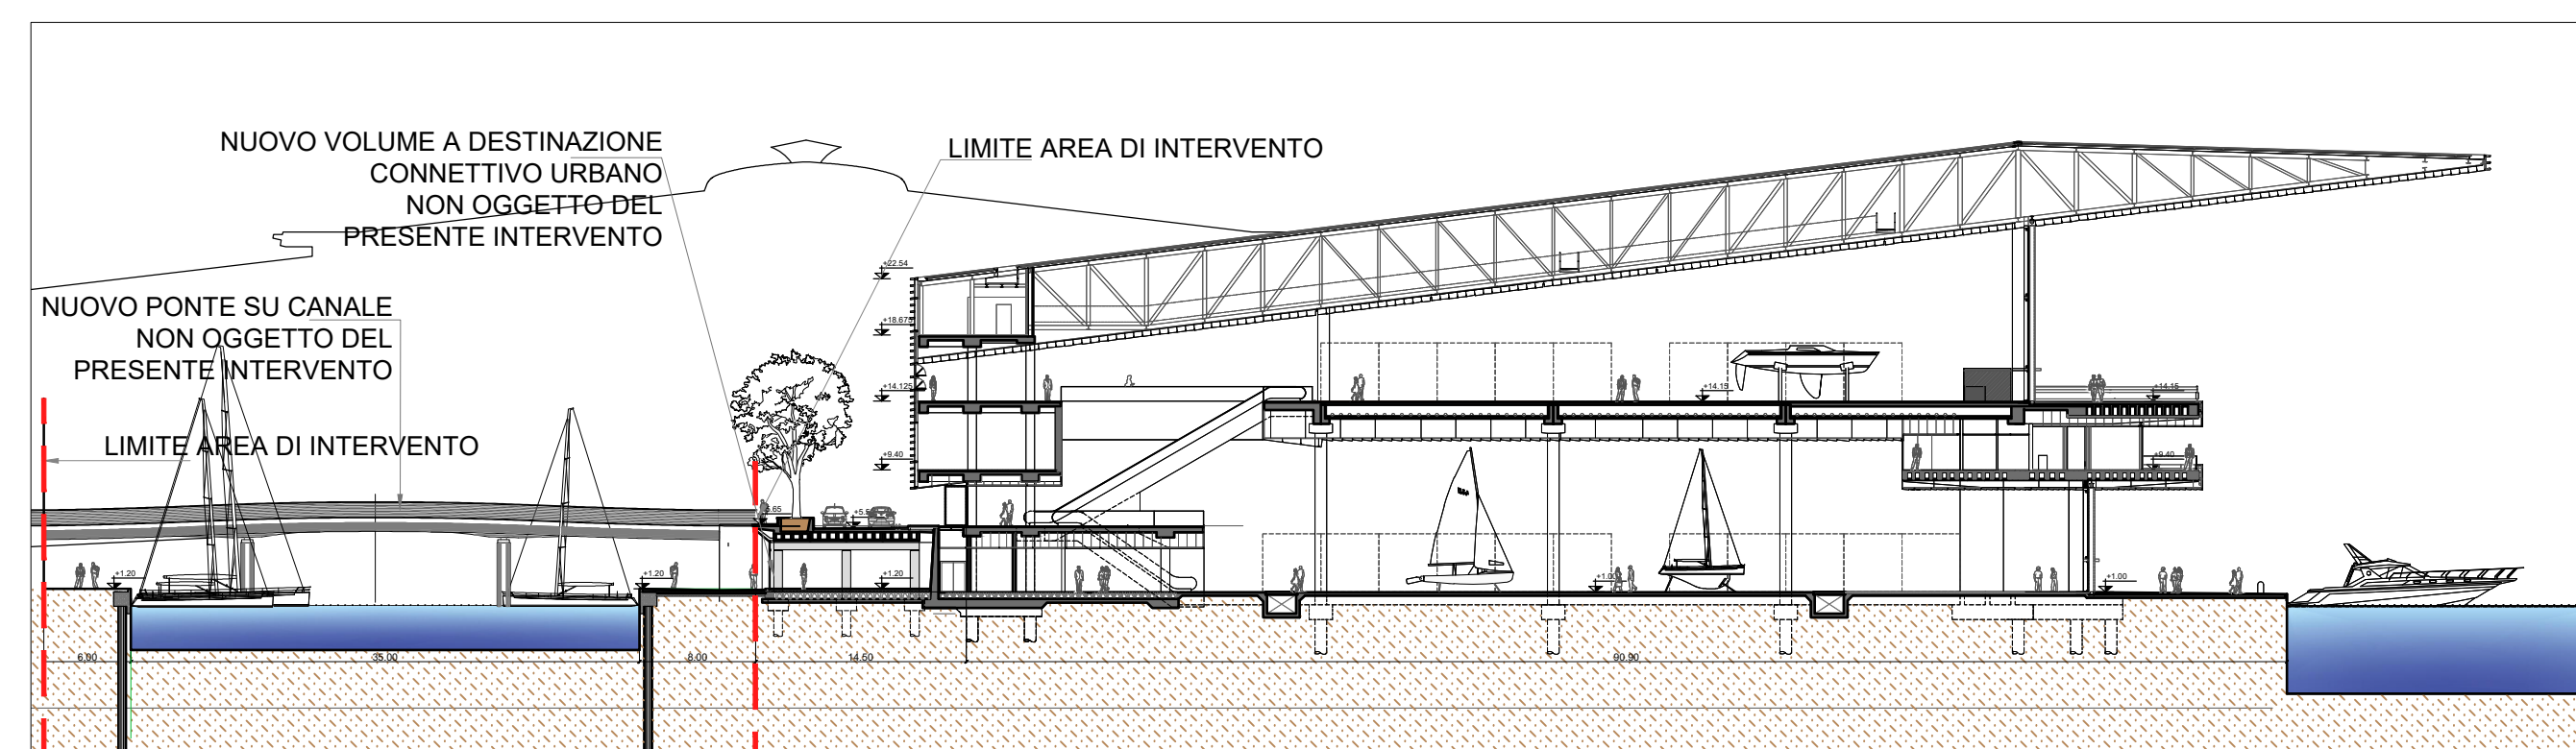 NUOVO VOLUME A DESTINAZIONE
CONNETTIVO URBANO
NON OGGETTO DEL
PRESENTE INTERVENTO
LIMITE AREA DI INTERVENTO
NUOVO PONTE SU CANALE
NON OGGETTO DEL
PRESENTE INTERVENTO
LIMITE AREA DI INTERVENTO
+22.54
+18.675
+14.125
+14.15
+14.15
+9.40
+9.40
+1.20
+1.20
+1.20
+1.00
6.00
35.00
8.00
14.50
90.90